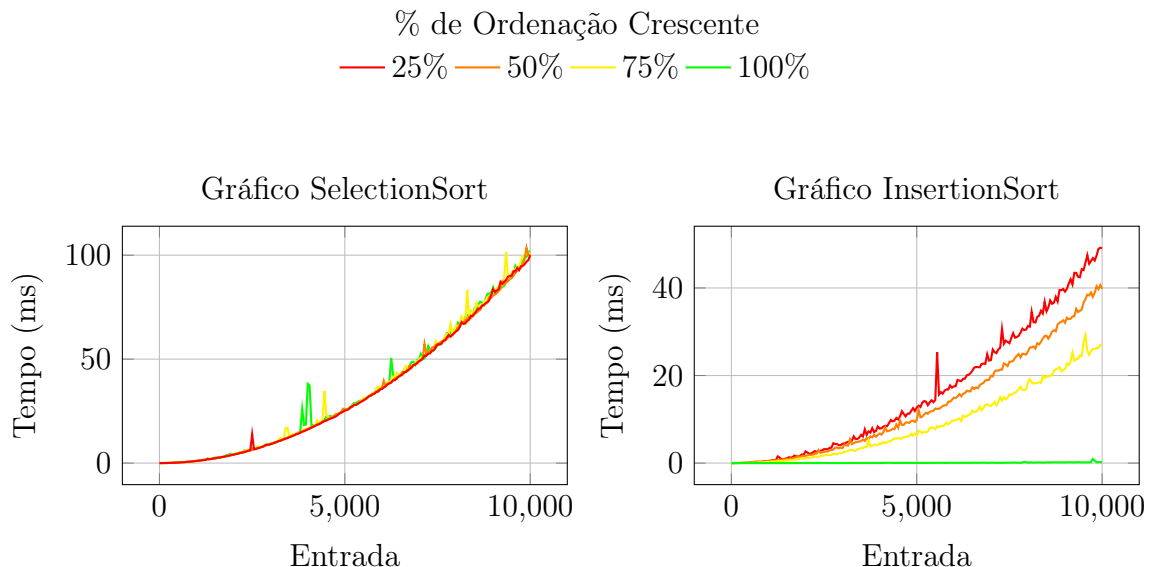 % de Ordenação Crescente
25% 50% 75% 100%
Gráfico SelectionSort
100
50
0
0 5,000 10,000
Tempo (ms)
Entrada
Gráfico InsertionSort
40
20
0
0 5,000 10,000
Tempo (ms)
Entrada